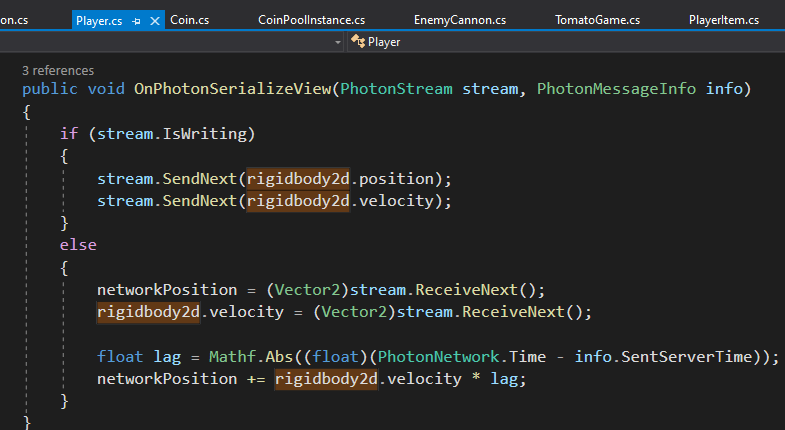 on.cs Player.cs Coin.cs CoinPoolInstance.cs EnemyCannon.cs TomatoGame.cs PlayerItem.cs
Player
3 references
public void OnPhotonSerializeView(PhotonStream stream, PhotonMessageInfo info)
{
if (stream.IsWriting)
{
stream.SendNext(rigidbody2d.position);
stream.SendNext(rigidbody2d.velocity);
}
else
{
networkPosition = (Vector2)stream.ReceiveNext();
rigidbody2d.velocity = (Vector2)stream.ReceiveNext();
float lag = Mathf.Abs((float)(PhotonNetwork.Time - info.SentServerTime));
networkPosition += rigidbody2d.velocity * lag;
}
}